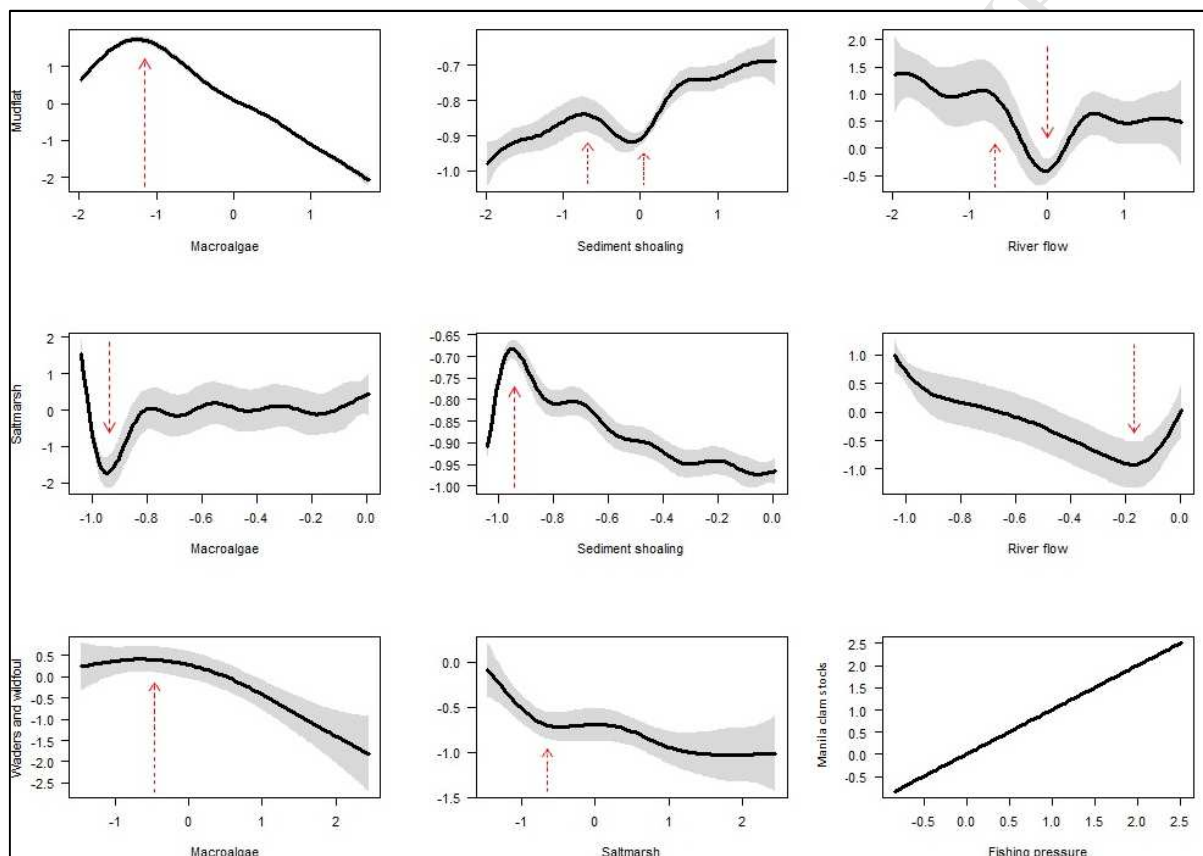 Mudflat
1
0
-1
-2
-2 -1 0 1
Macroalgae
-0.7
-0.8
-0.9
-1.0
-2 -1 0 1
Sediment shoaling
2.0
1.5
1.0
0.5
0.0
-0.5
-2 -1 0 1
River flow
Saltmarsh
2
1
0
-1
-2
-1.0 -0.8 -0.6 -0.4 -0.2 0.0
Macroalgae
-0.65
-0.70
-0.75
-0.80
-0.85
-0.90
-0.95
-1.00
-1.0 -0.8 -0.6 -0.4 -0.2 0.0
Sediment shoaling
1.0
0.5
0.0
-0.5
-1.0
-1.0 -0.8 -0.6 -0.4 -0.2 0.0
River flow
Waders and wildfoul
0.5
0.0
-0.5
-1.0
-1.5
-2.0
-2.5
-1 0 1 2
Macroalgae
0.0
-0.5
-1.0
-1.5
-1 0 1 2
Saltmarsh
Manila clam stocks
2.5
2.0
1.5
1.0
0.5
0.0
-0.5
-0.5 0.0 0.5 1.0 1.5 2.0 2.5
Fishing pressure